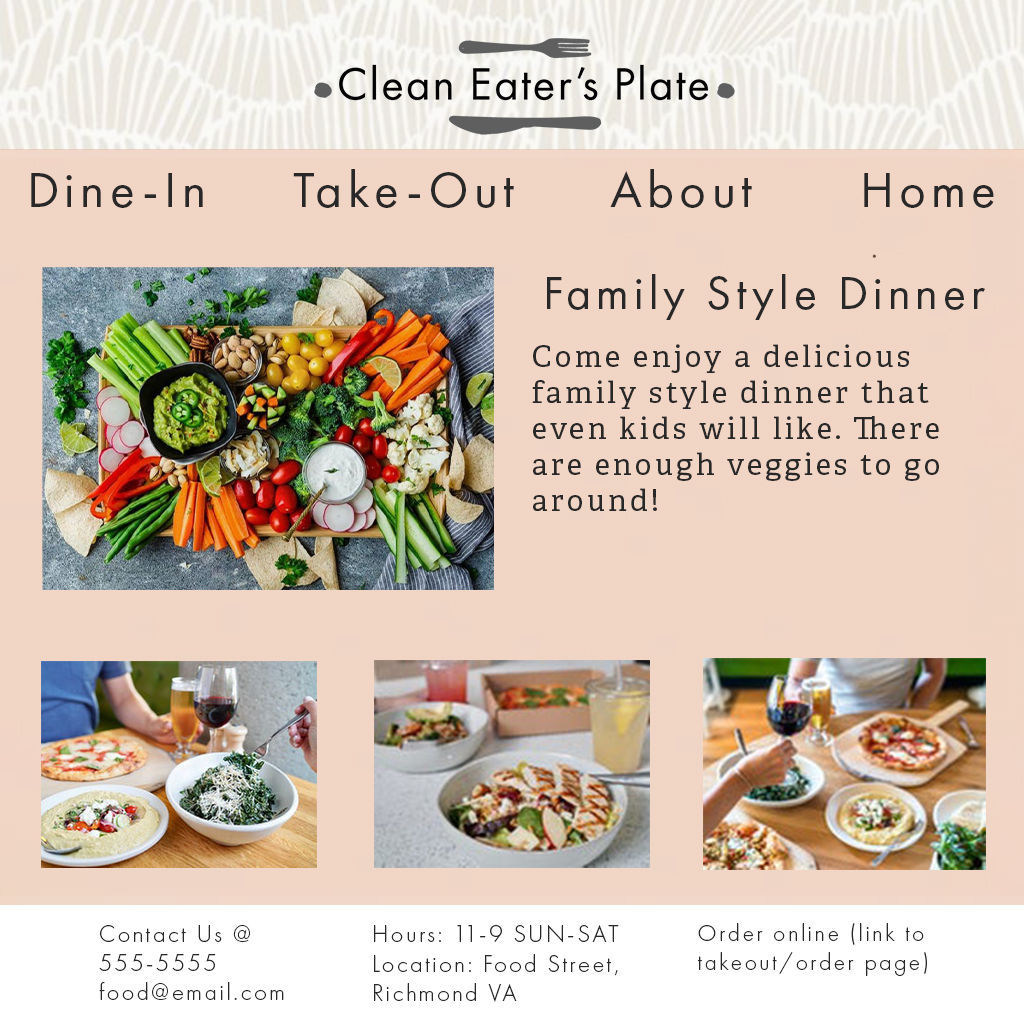 Clean Eater’s Plate
Dine-In Take-Out About Home
Family Style Dinner
Come enjoy a delicious
family style dinner that
even kids will like. There
are enough veggies to go
around!
Contact Us @
555-5555
food@email.com
Hours: 11-9 SUN-SAT
Location: Food Street,
Richmond VA
Order online (link to
takeout/order page)